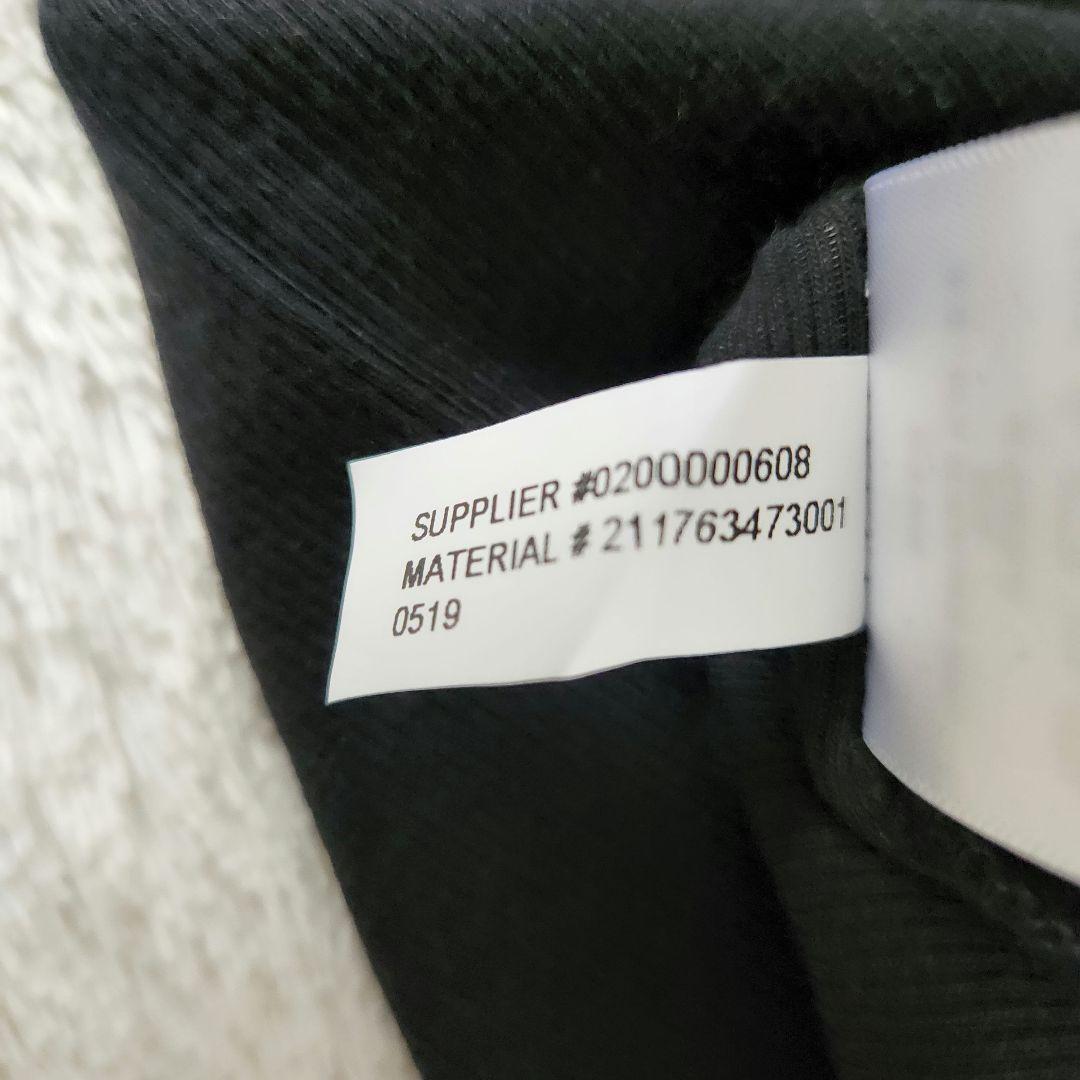 SUPPLIER #0200000608
MATERIAL # 211763473001
0519